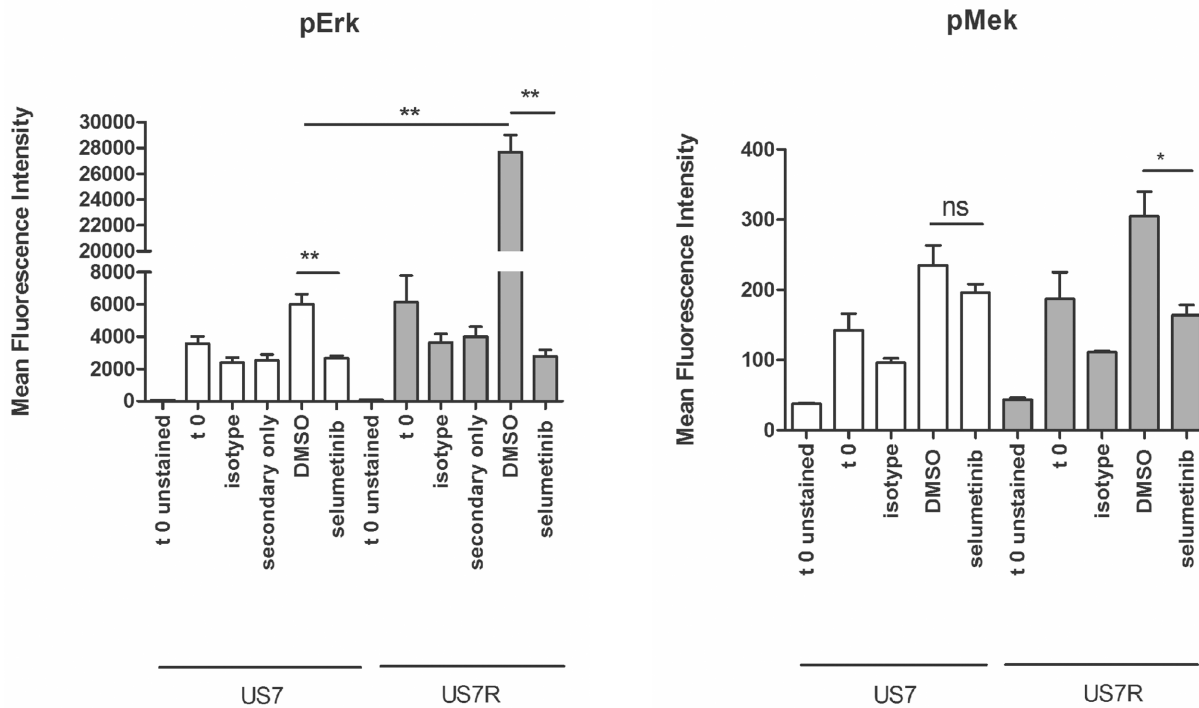 pErk
Mean Fluorescence Intensity
30000
28000
26000
24000
22000
20000
8000
6000
4000
2000
0
**
**
**
t 0 unstained
t 0
isotype
secondary only
DMSO
selumetinib
t 0 unstained
t 0
isotype
secondary only
DMSO
selumetinib
US7
US7R
pMek
Mean Fluorescence Intensity
400
300
200
100
0
ns
*
t 0 unstained
t 0
isotype
DMSO
selumetinib
t 0 unstained
t 0
isotype
DMSO
selumetinib
US7
US7R